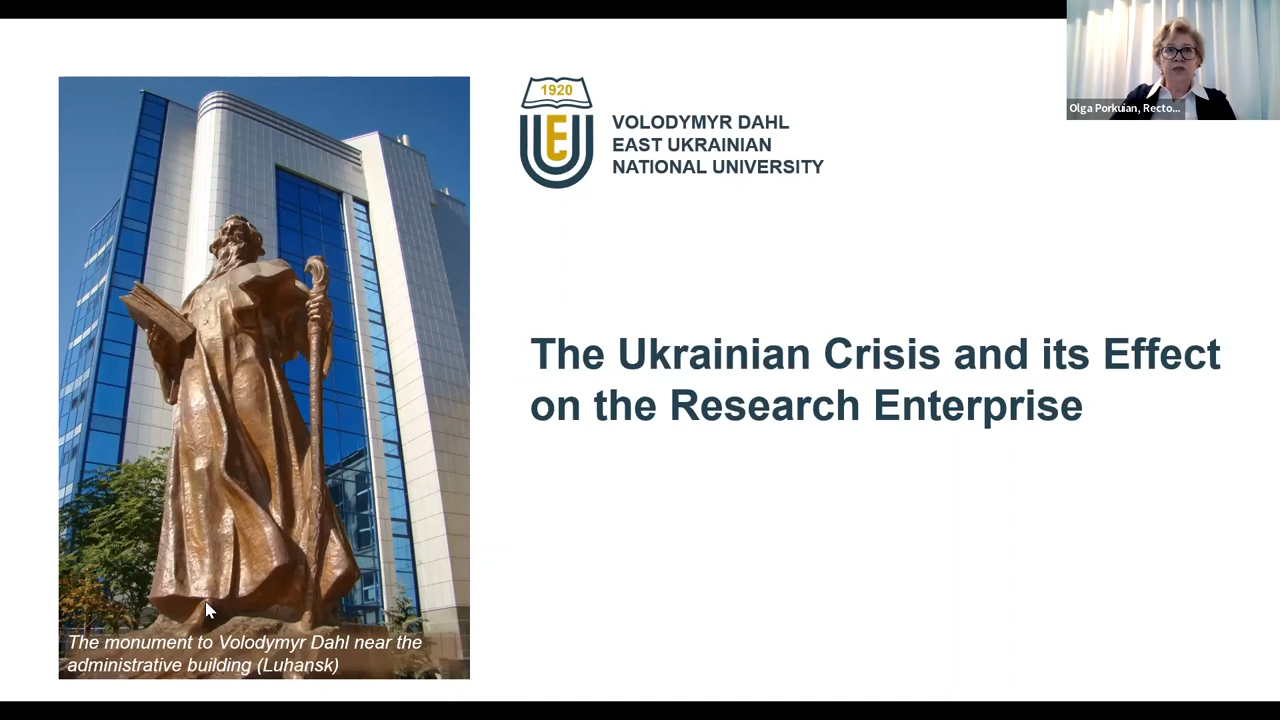 1920
VOLODYMYR DAHL
EAST UKRAINIAN
NATIONAL UNIVERSITY
Olga Porkuian, Recto...
The Ukrainian Crisis and its Effect
on the Research Enterprise
The monument to Volodymyr Dahl near the
administrative building (Luhansk)